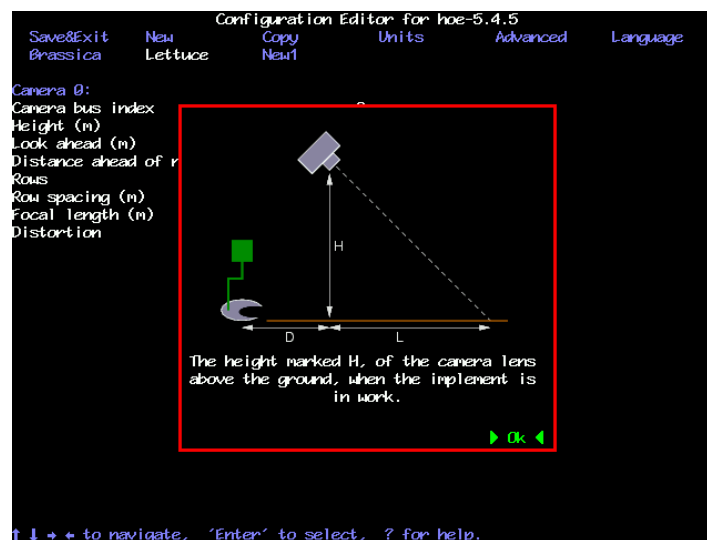 Configuration Editor for hoe-5.4.5
Save&Exit New Copy Units Advanced Language
Brassica Lettuce New1
Camera 0:
Camera bus index
Height (m)
Look ahead (m)
Distance ahead of r
Rows
Row spacing (m)
Focal length (m)
Distortion
H
D L
The height marked H, of the camera lens
above the ground, when the implement is
in work.
Ok
↑ ↓ → ← to navigate, 'Enter' to select, ? for help.